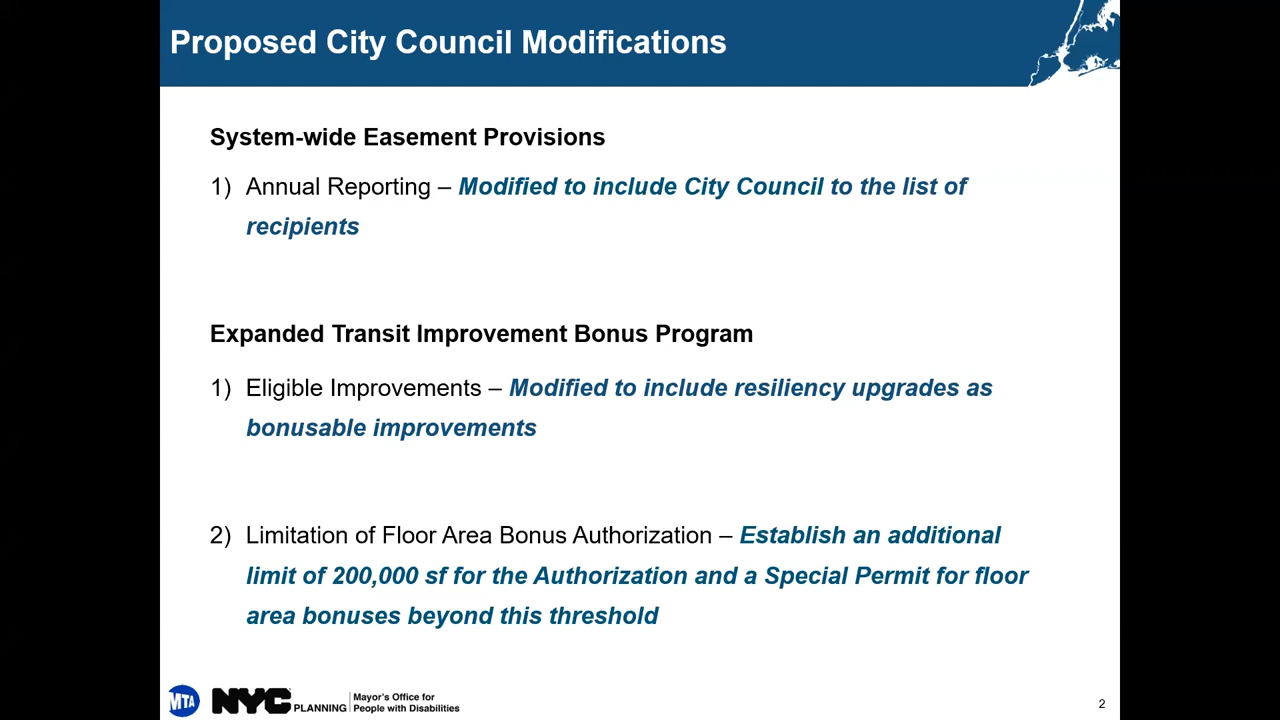 Proposed City Council Modifications
System-wide Easement Provisions
1) Annual Reporting – Modified to include City Council to the list of
recipients
Expanded Transit Improvement Bonus Program
1) Eligible Improvements – Modified to include resiliency upgrades as
bonusable improvements
2) Limitation of Floor Area Bonus Authorization – Establish an additional
limit of 200,000 sf for the Authorization and a Special Permit for floor
area bonuses beyond this threshold
MTA NYC PLANNING Mayor's Office for
People with Disabilities
2